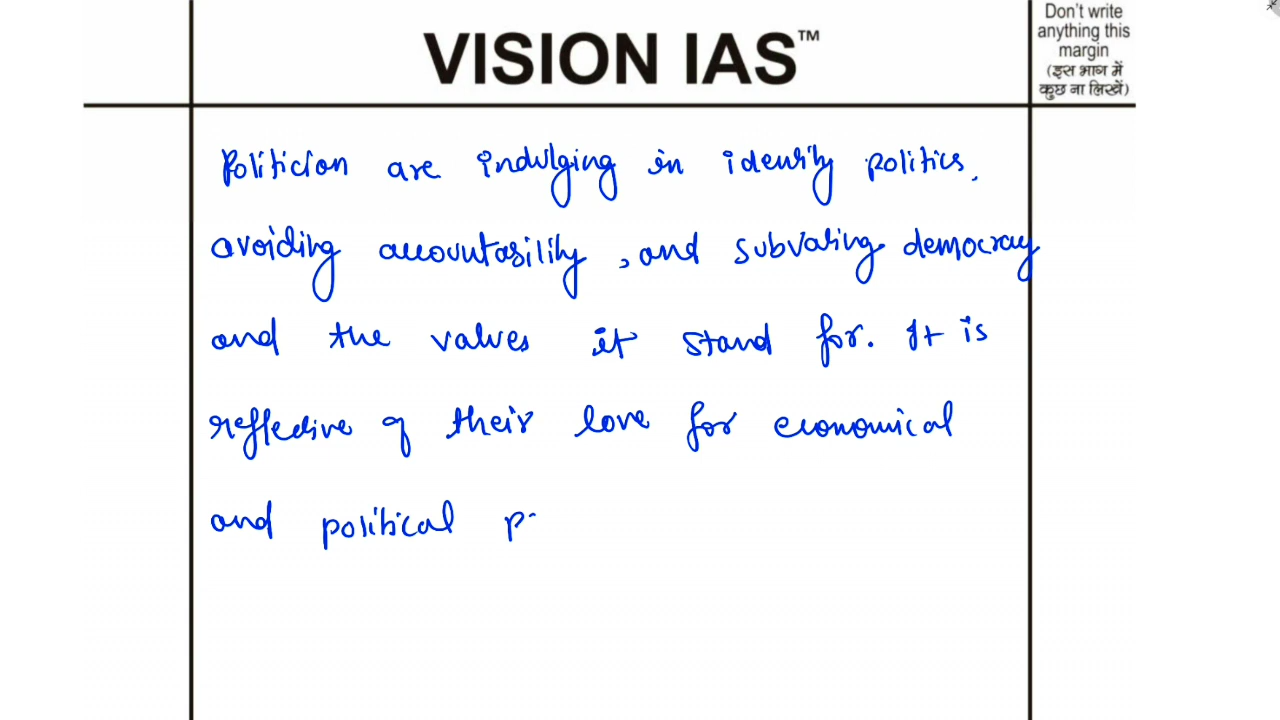 VISION IAS™
Don't write
anything this
margin
(इस भाग में
कुछ ना लिखें)
Politicion are indulging in identity politics,
avoiding accountability, and subvating democracy
and the values it stand for. It is
reflective of their love for economical
and political p